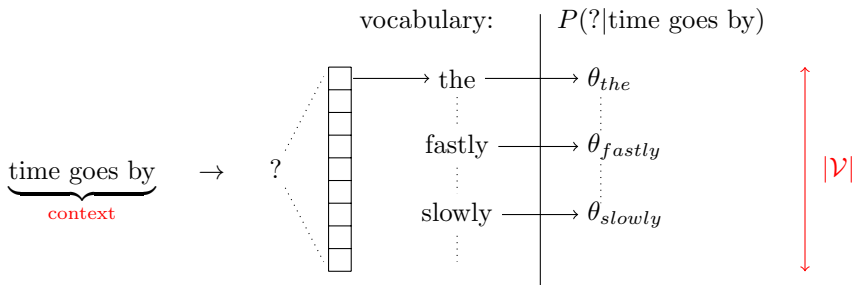 vocabulary: P(?|time goes by)
the θ_the
fastly θ_fastly
time goes by → ? |𝒱|
context
slowly θ_slowly